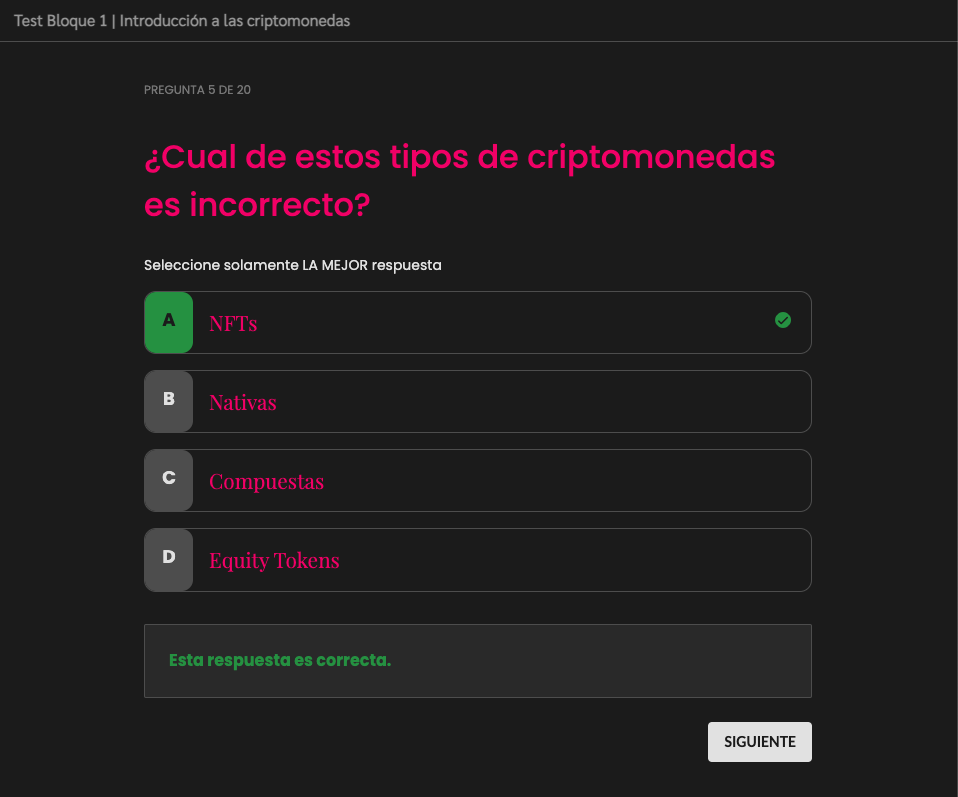 Test Bloque 1 | Introducción a las criptomonedas
PREGUNTA 5 DE 20
¿Cual de estos tipos de criptomonedas
es incorrecto?
Seleccione solamente LA MEJOR respuesta
A NFTs
B Nativas
C Compuestas
D Equity Tokens
Esta respuesta es correcta.
SIGUIENTE